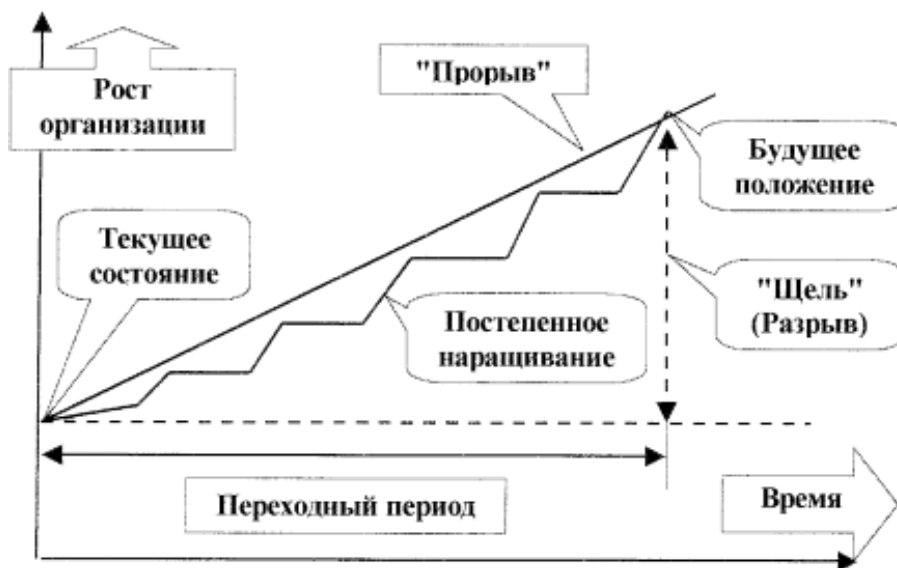 "Прорыв"
Рост
организации
Будущее
положение
Текущее
состояние
"Щель"
(Разрыв)
Постепенное
наращивание
Переходный период
Время